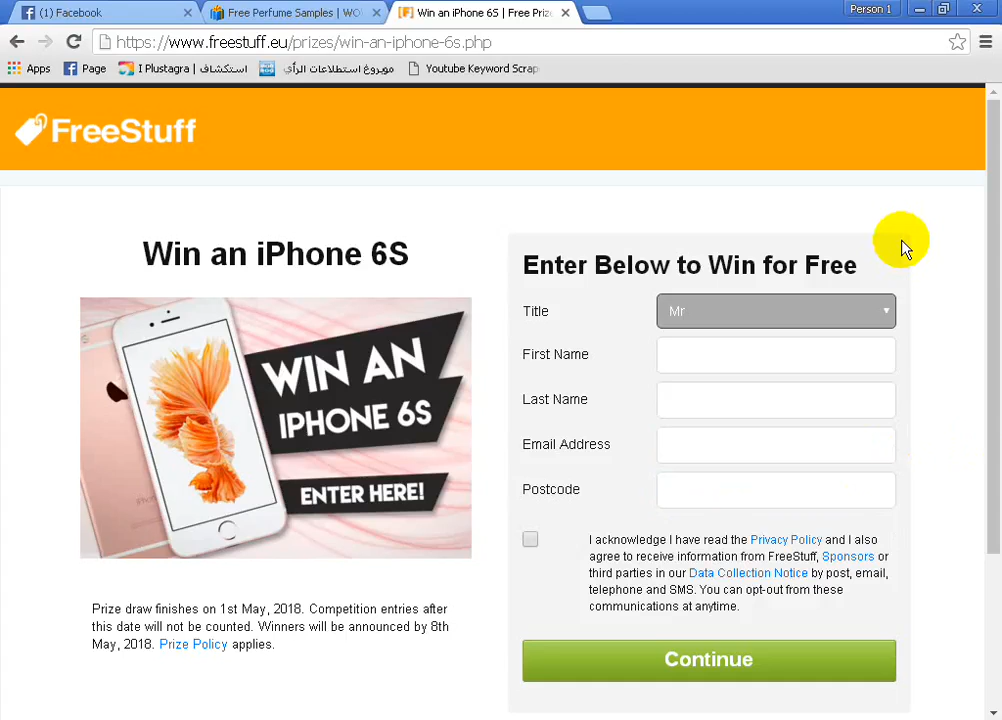 (1) Facebook
Free Perfume Samples | WO
Win an iPhone 6S | Free Priz
Person 1
https://www.freestuff.eu/prizes/win-an-iphone-6s.php
Apps
Page
I Plustagra | استكشاف
مويروغ استطلاعات الرأي
Youtube Keyword Scrap
FreeStuff
Win an iPhone 6S
WIN AN
IPHONE 6S
ENTER HERE!
Prize draw finishes on 1st May, 2018. Competition entries after
this date will not be counted. Winners will be announced by 8th
May, 2018. Prize Policy applies.
Enter Below to Win for Free
Title
Mr
First Name
Last Name
Email Address
Postcode
I acknowledge I have read the Privacy Policy and I also
agree to receive information from FreeStuff, Sponsors or
third parties in our Data Collection Notice by post, email,
telephone and SMS. You can opt-out from these
communications at anytime.
Continue